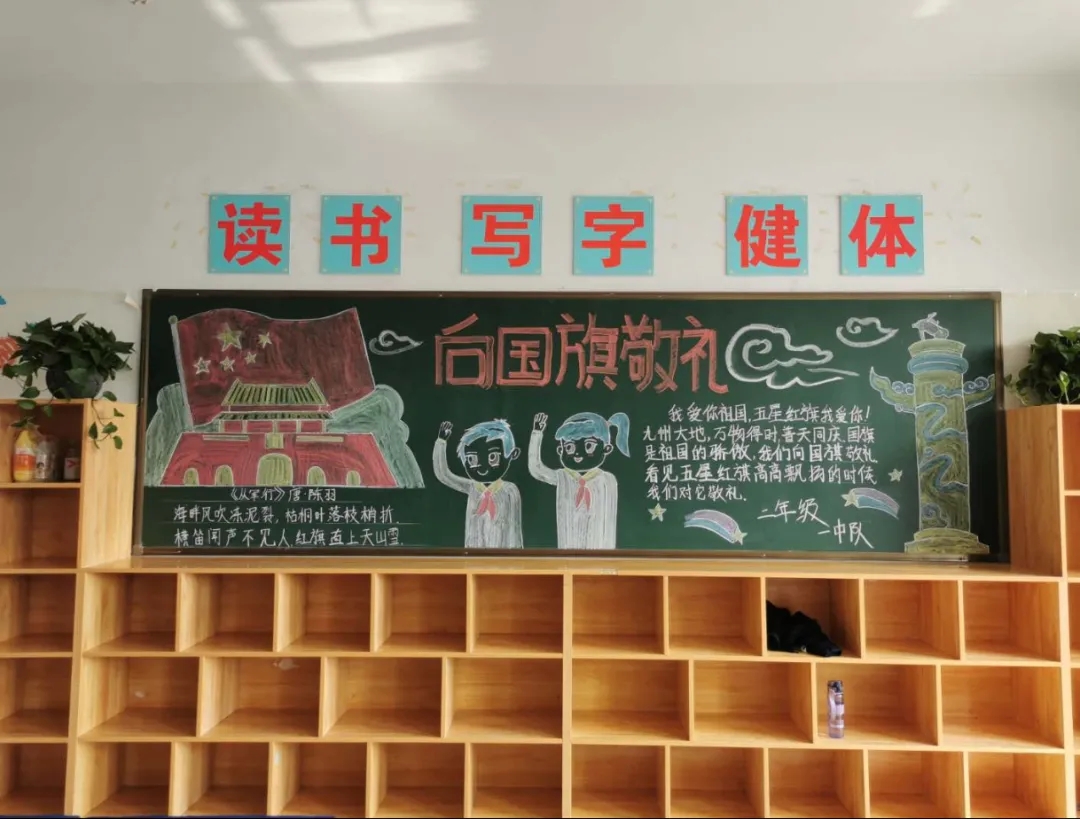 读书 写字 健体
向国旗敬礼
《从军行》唐·陈羽
海畔风吹冻泥裂，枯桐叶落枝梢折
横笛闻声不见人，红旗直上天山雪
我爱你祖国，五星红旗我爱你！
九州大地，万物得时，普天同庆，国旗
是祖国的骄傲，我们向国旗敬礼
看见五星红旗高高飘扬的时候
我们对它敬礼．
二年级
一中队